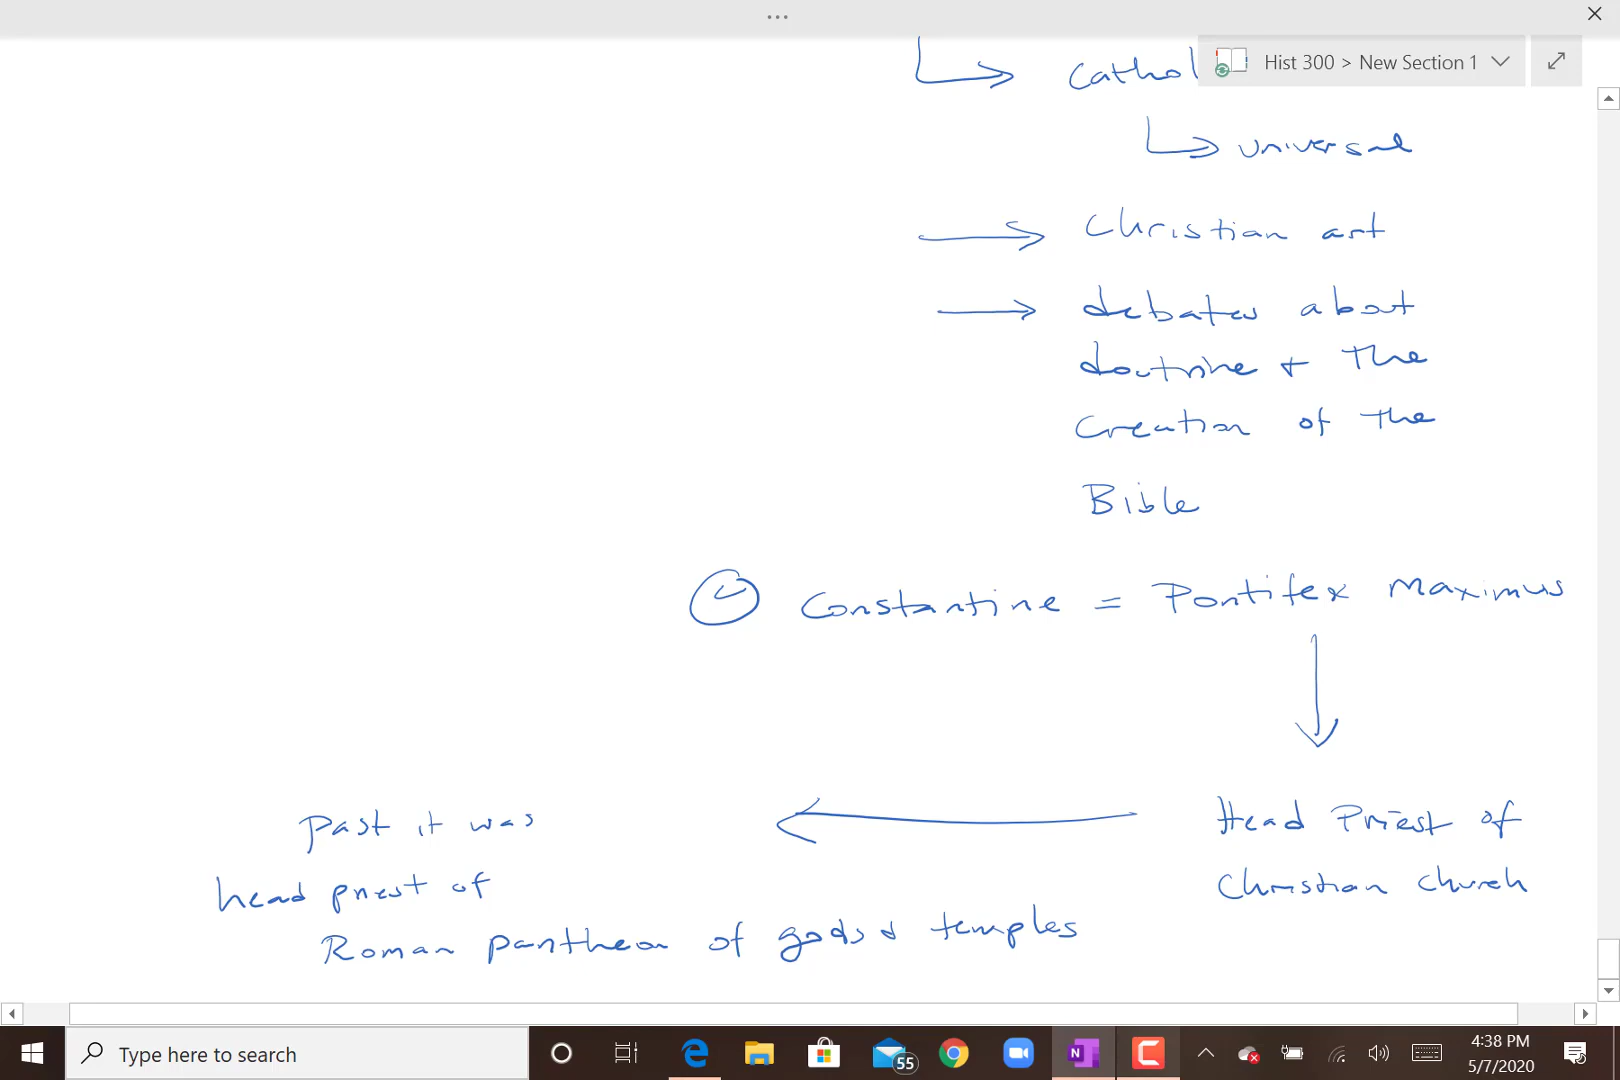 Hist 300 > New Section 1
Cathol
universal
Christian art
debates about
doctrine + The
Creation of The
Bible
Constantine = Pontifex Maximus
Head Priest of
Christian church
past it was
head priest of
Roman pantheon of gods & temples
Type here to search
55
4:38 PM
5/7/2020